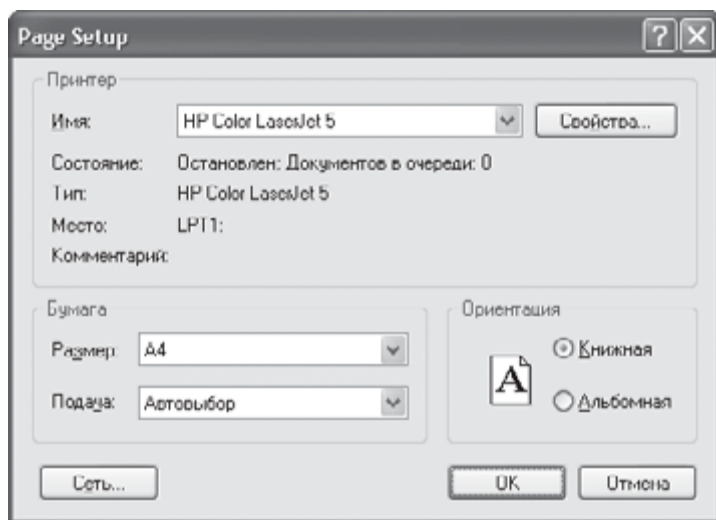 Page Setup
Принтер
Имя: HP Color LaserJet 5 Свойства...
Состояние: Остановлен: Документов в очереди: 0
Тип: HP Color LaserJet 5
Место: LPT1:
Комментарий:
Бумага
Размер: A4
Подача: Автовыбор
Ориентация
A
Книжная
Альбомная
Сеть... OK Отмена